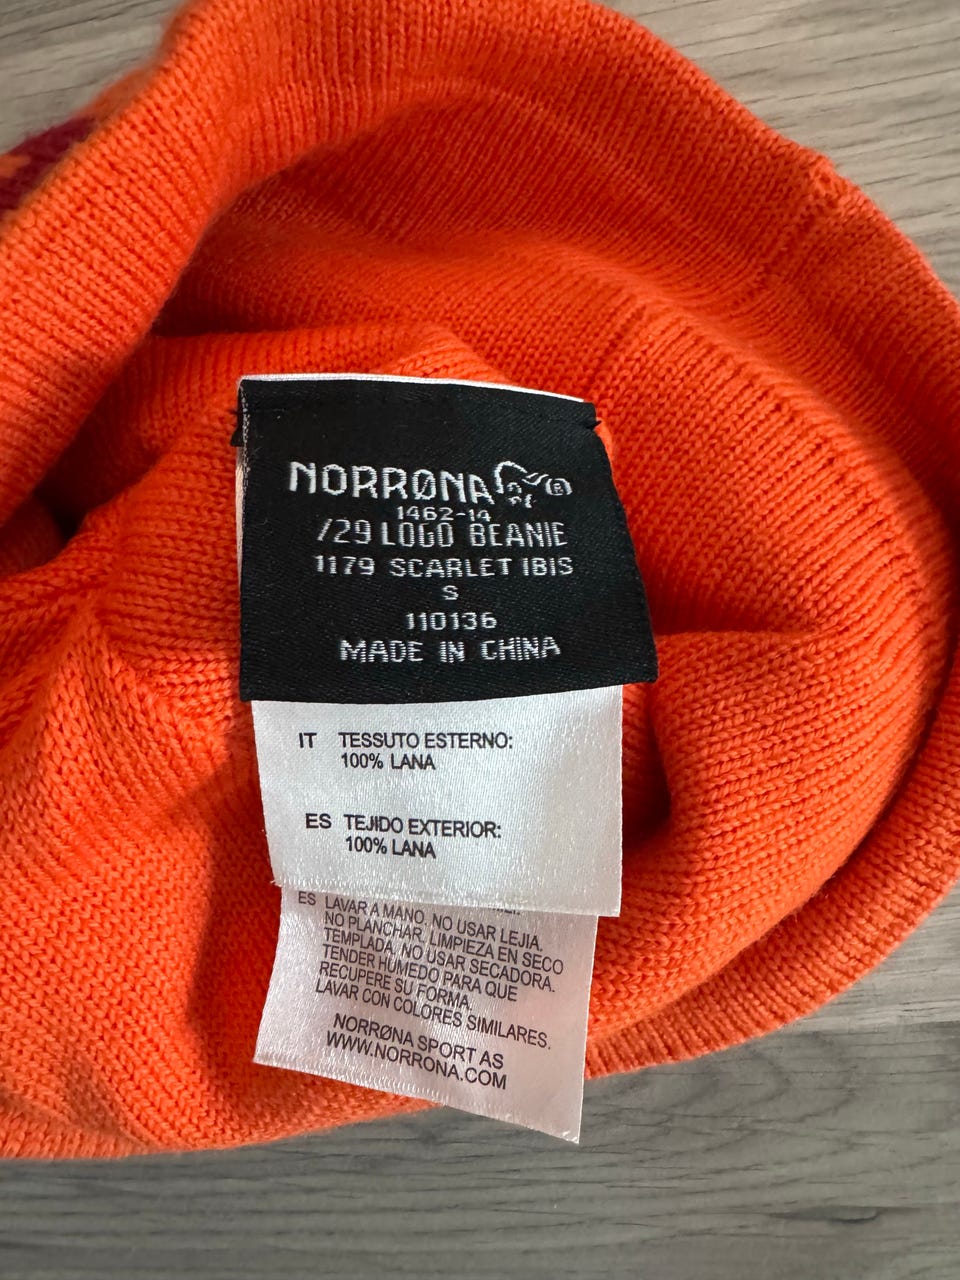 NORRØNA ®
1462-14
/29 LOGO BEANIE
1179 SCARLET IBIS
S
110136
MADE IN CHINA
IT TESSUTO ESTERNO:
100% LANA
ES TEJIDO EXTERIOR:
100% LANA
ES LAVAR A MANO, NO USAR LEJIA.
NO PLANCHAR, LIMPIEZA EN SECO
TEMPLADA, NO USAR SECADORA.
TENDER HUMEDO PARA QUE
RECUPERE SU FORMA.
LAVAR CON COLORES SIMILARES.
NORRØNA SPORT AS
WWW.NORRONA.COM